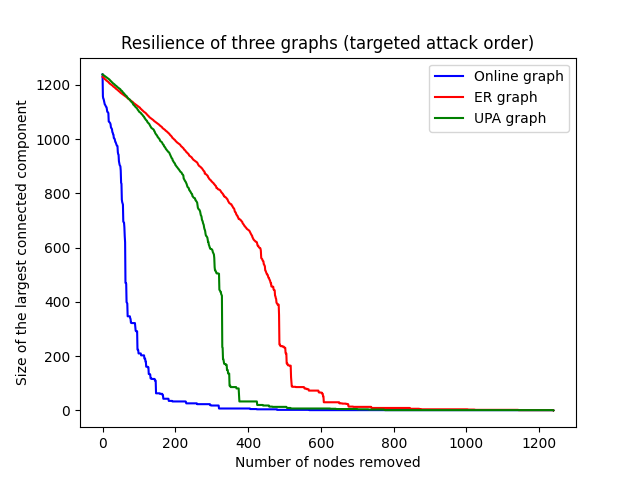 Resilience of three graphs (targeted attack order)
Online graph
ER graph
UPA graph
Size of the largest connected component
1200
1000
800
600
400
200
0
0 200 400 600 800 1000 1200
Number of nodes removed